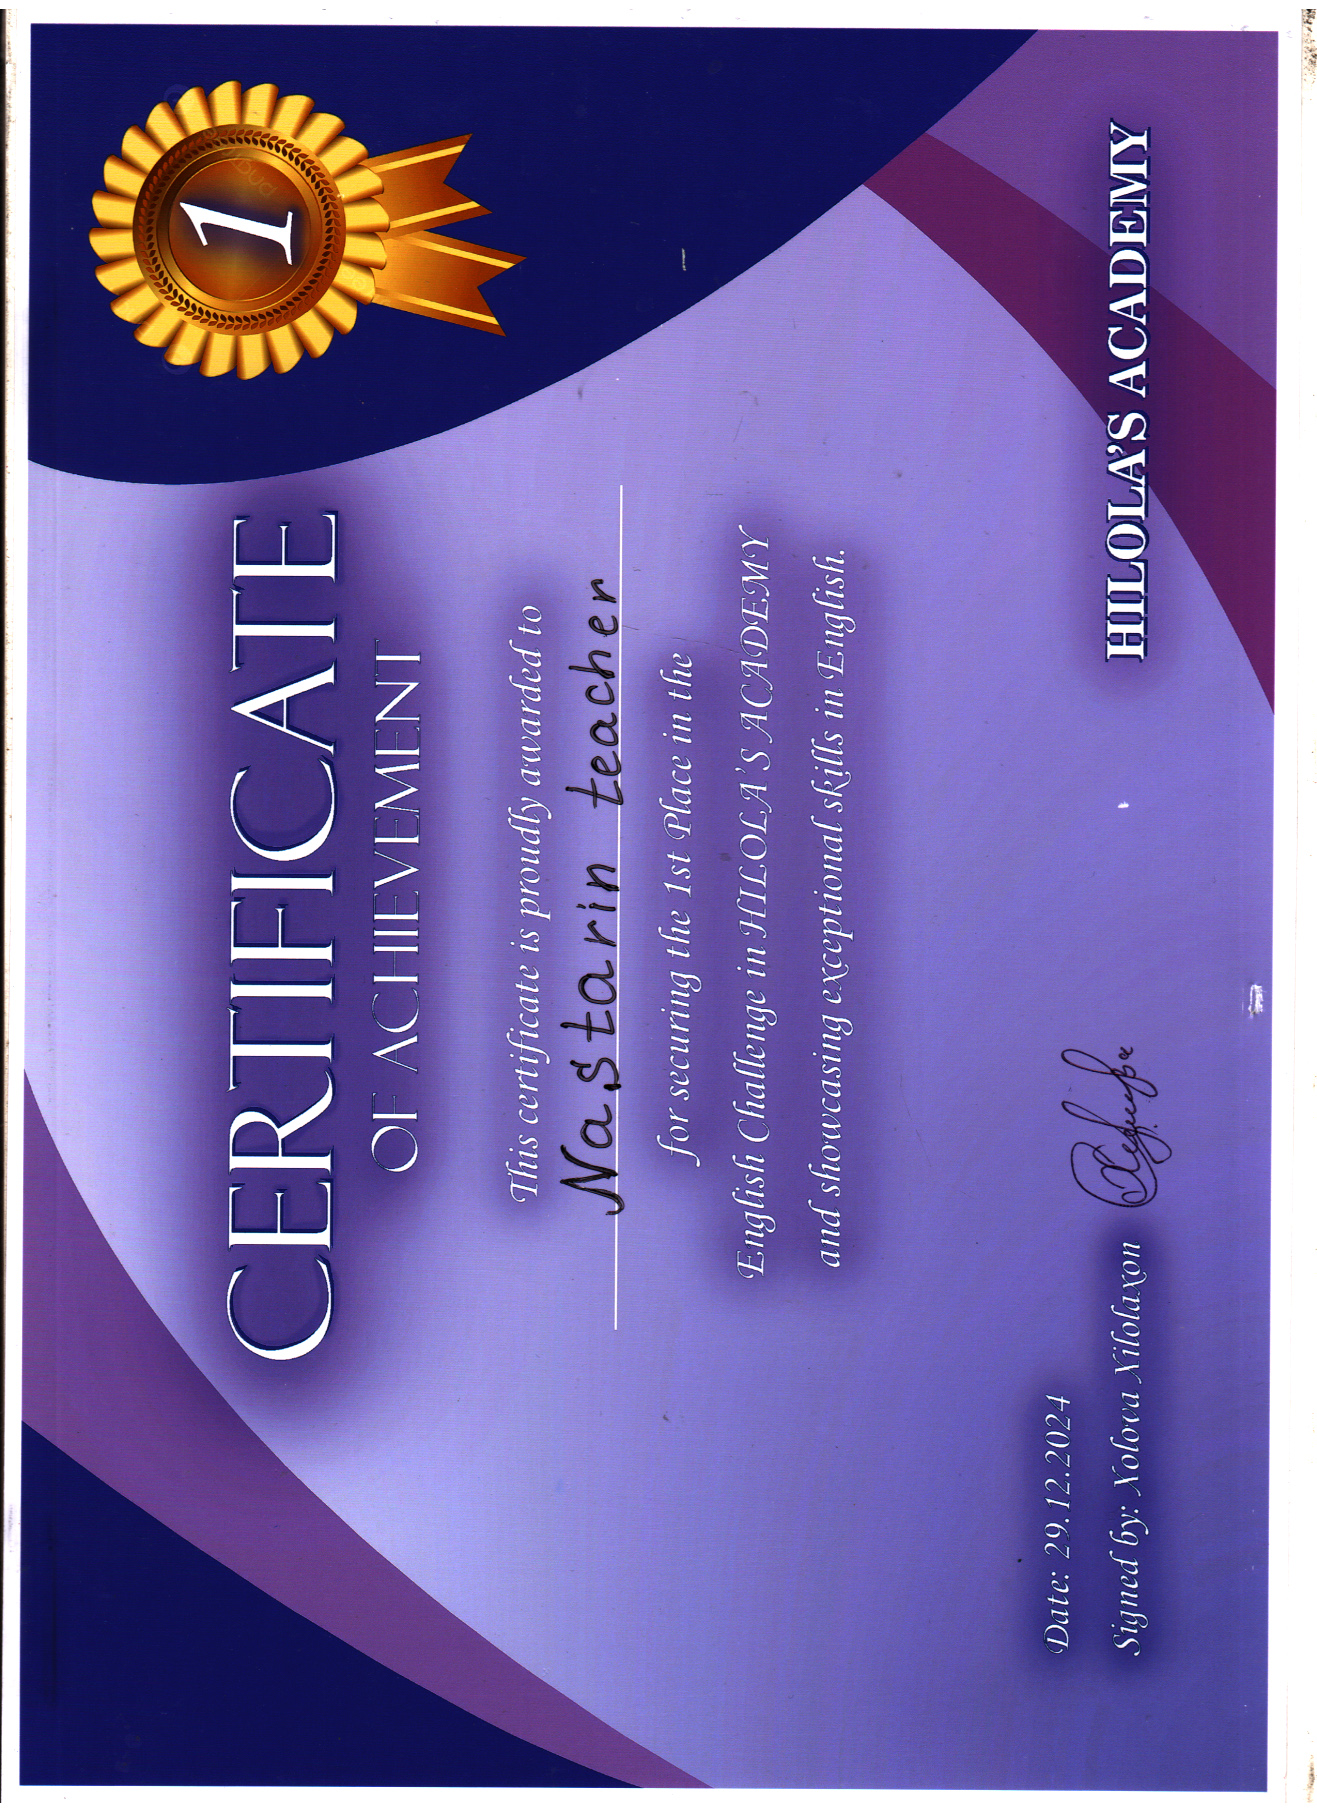 CERTIFICATE
OF ACHIEVEMENT
1
This certificate is proudly awarded to
Nastarin teacher
for securing the 1st Place in the
English Challenge in HILOLA'S ACADEMY
and showcasing exceptional skills in English.
Date: 29.12.2024
Signed by: Xolova Xilolaxon
HILOLA'S ACADEMY